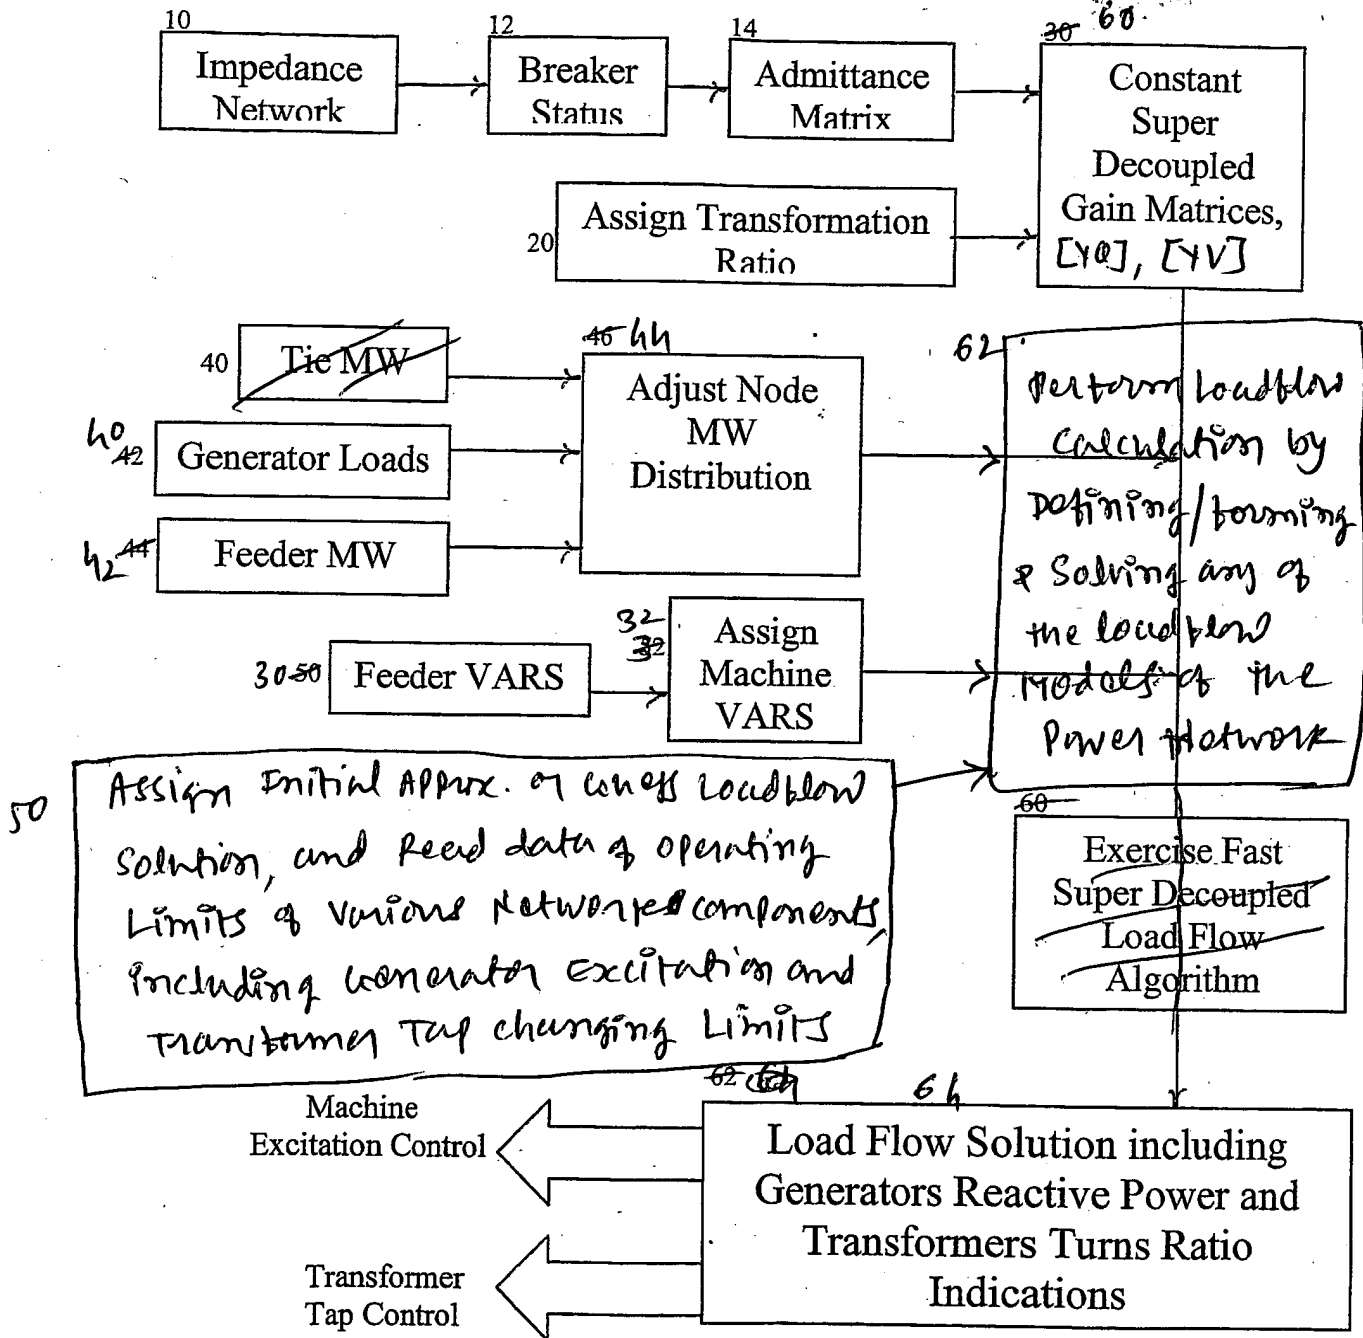 10
Impedance
Network
12
Breaker
Status
14
Admittance
Matrix
30 60
Constant
Super
Decoupled
Gain Matrices,
[Yθ], [YV]
20
Assign Transformation
Ratio
40
Tie MW
40
42
Generator Loads
42 44
Feeder MW
46 44
Adjust Node
MW
Distribution
62
Perform Loadflow
Calculation by
Defining/forming
& Solving any of
the loadflow
Models of the
Power Network
30 50
Feeder VARS
32
32
Assign
Machine
VARS
50
Assign Initial Approx. or Guess Loadflow
Solution, and Read data of operating
Limits of Various Network components,
including Generator Excitation and
Transformer Tap changing Limits
60
Exercise Fast
Super Decoupled
Load Flow
Algorithm
62 64
Load Flow Solution including
Generators Reactive Power and
Transformers Turns Ratio
Indications
Machine
Excitation Control
Transformer
Tap Control